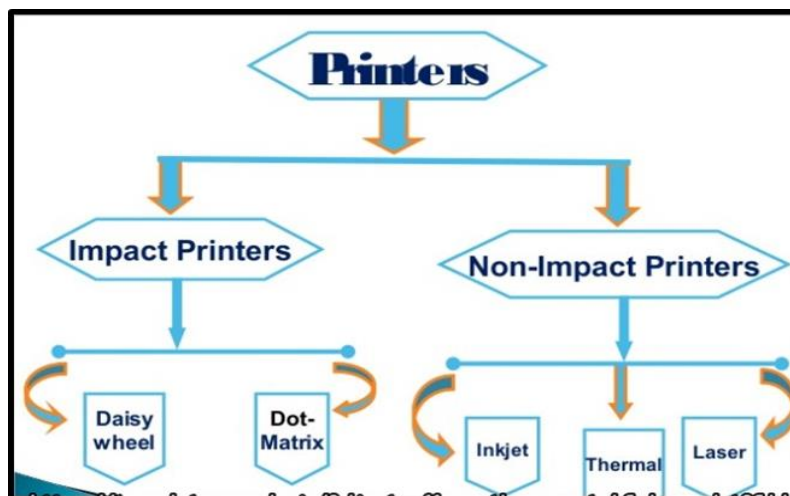 Printers
Impact Printers
Non-Impact Printers
Daisy
wheel
Dot-
Matrix
Inkjet
Thermal
Laser